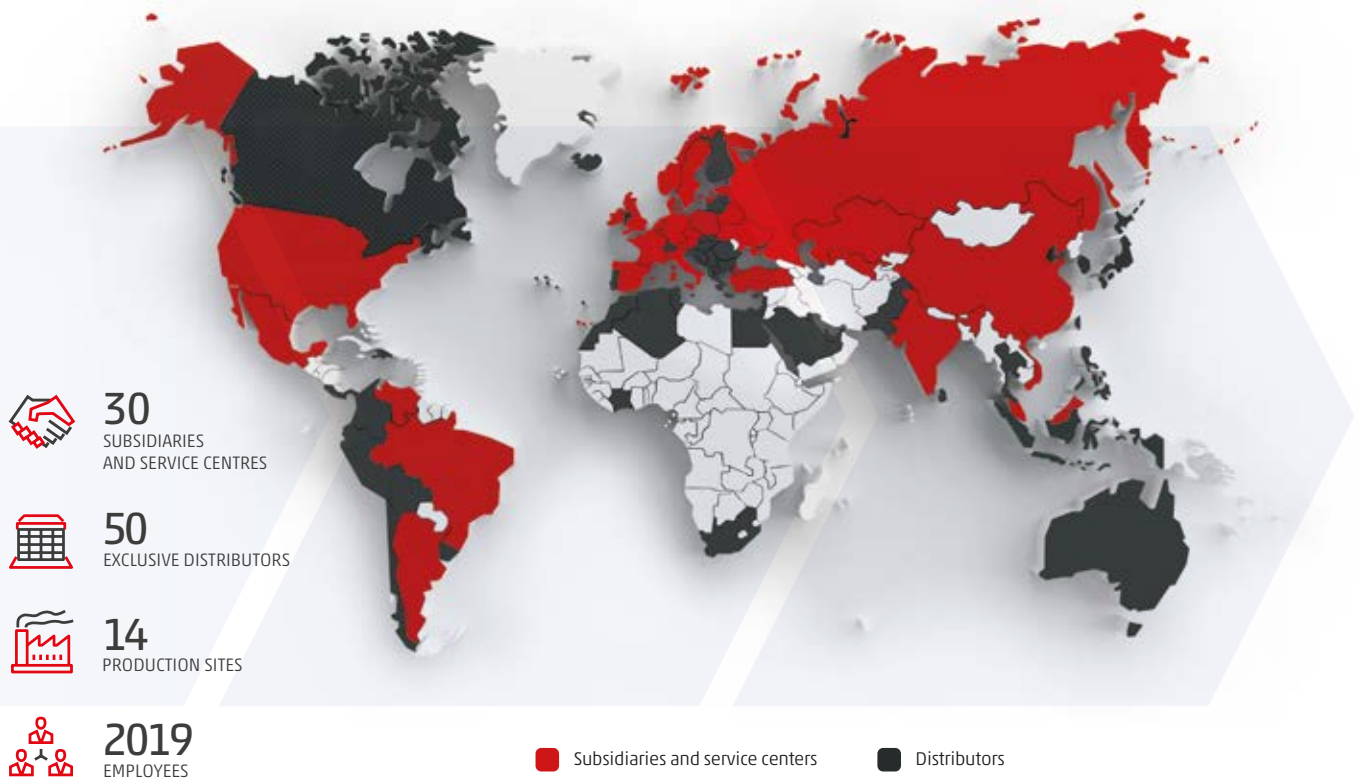 30
SUBSIDIARIES
AND SERVICE CENTRES
50
EXCLUSIVE DISTRIBUTORS
14
PRODUCTION SITES
2019
EMPLOYEES
Subsidiaries and service centers
Distributors